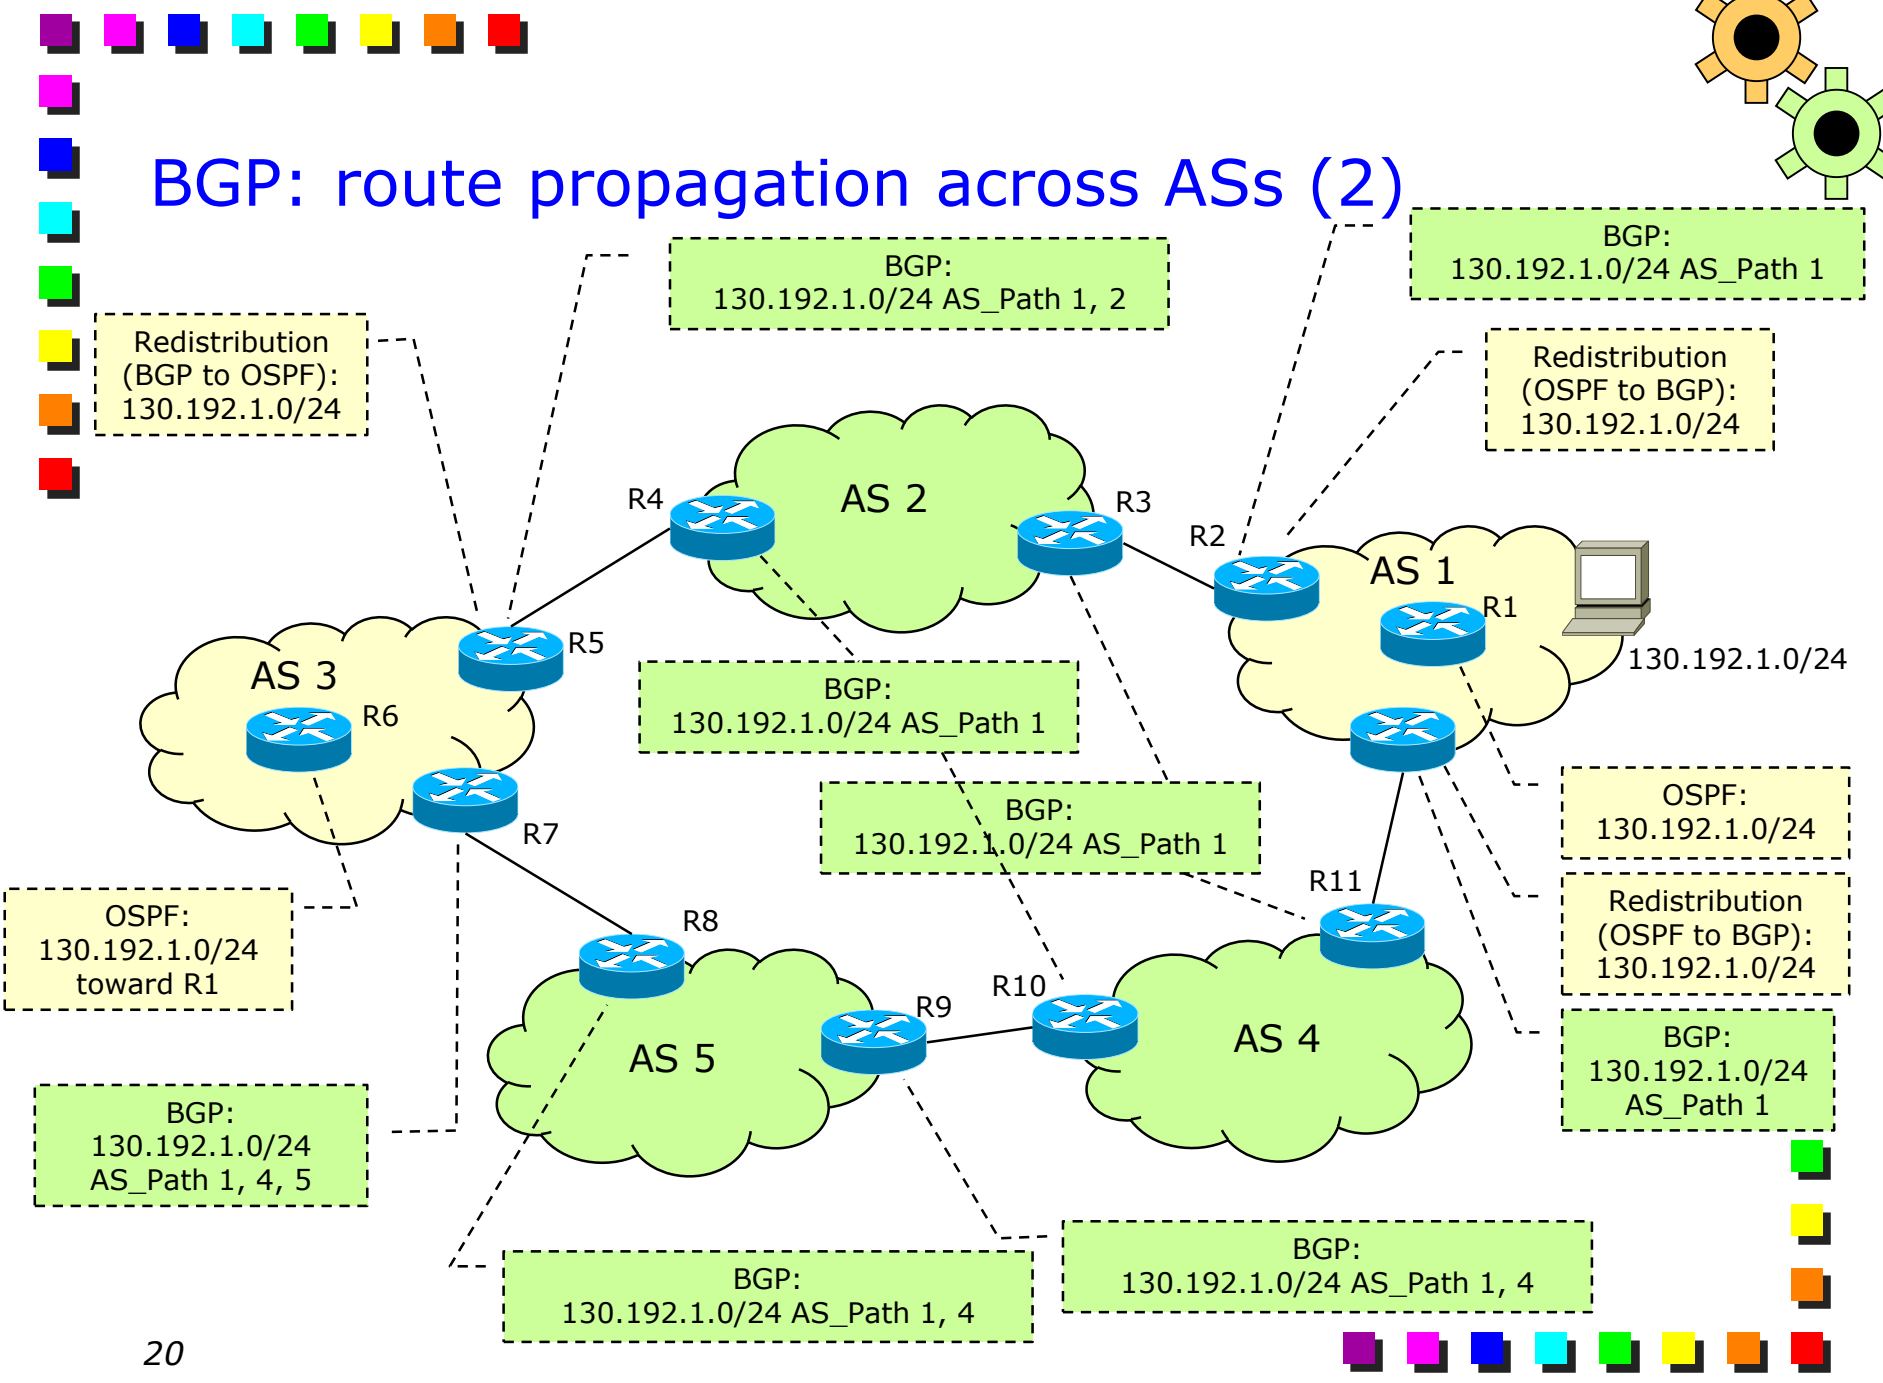 BGP: route propagation across ASs (2)
BGP:
130.192.1.0/24 AS_Path 1
BGP:
130.192.1.0/24 AS_Path 1, 2
Redistribution
(BGP to OSPF):
130.192.1.0/24
Redistribution
(OSPF to BGP):
130.192.1.0/24
R4
AS 2
R3
R2
AS 1
R1
130.192.1.0/24
R5
AS 3
R6
BGP:
130.192.1.0/24 AS_Path 1
BGP:
130.192.1.0/24 AS_Path 1
OSPF:
130.192.1.0/24
R7
R11
Redistribution
(OSPF to BGP):
130.192.1.0/24
OSPF:
130.192.1.0/24
toward R1
R8
R10
R9
AS 5
AS 4
BGP:
130.192.1.0/24
AS_Path 1
BGP:
130.192.1.0/24
AS_Path 1, 4, 5
BGP:
130.192.1.0/24 AS_Path 1, 4
BGP:
130.192.1.0/24 AS_Path 1, 4
20